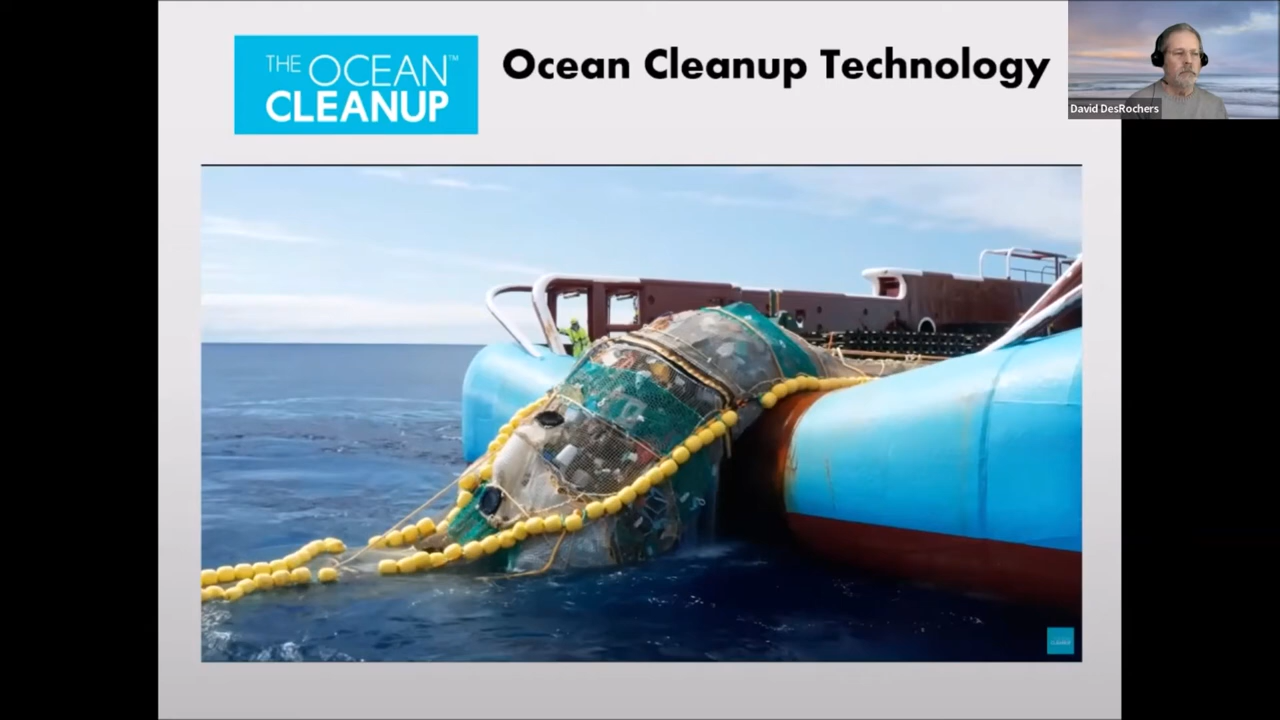 THE OCEAN™
CLEANUP
Ocean Cleanup Technology
David DesRochers